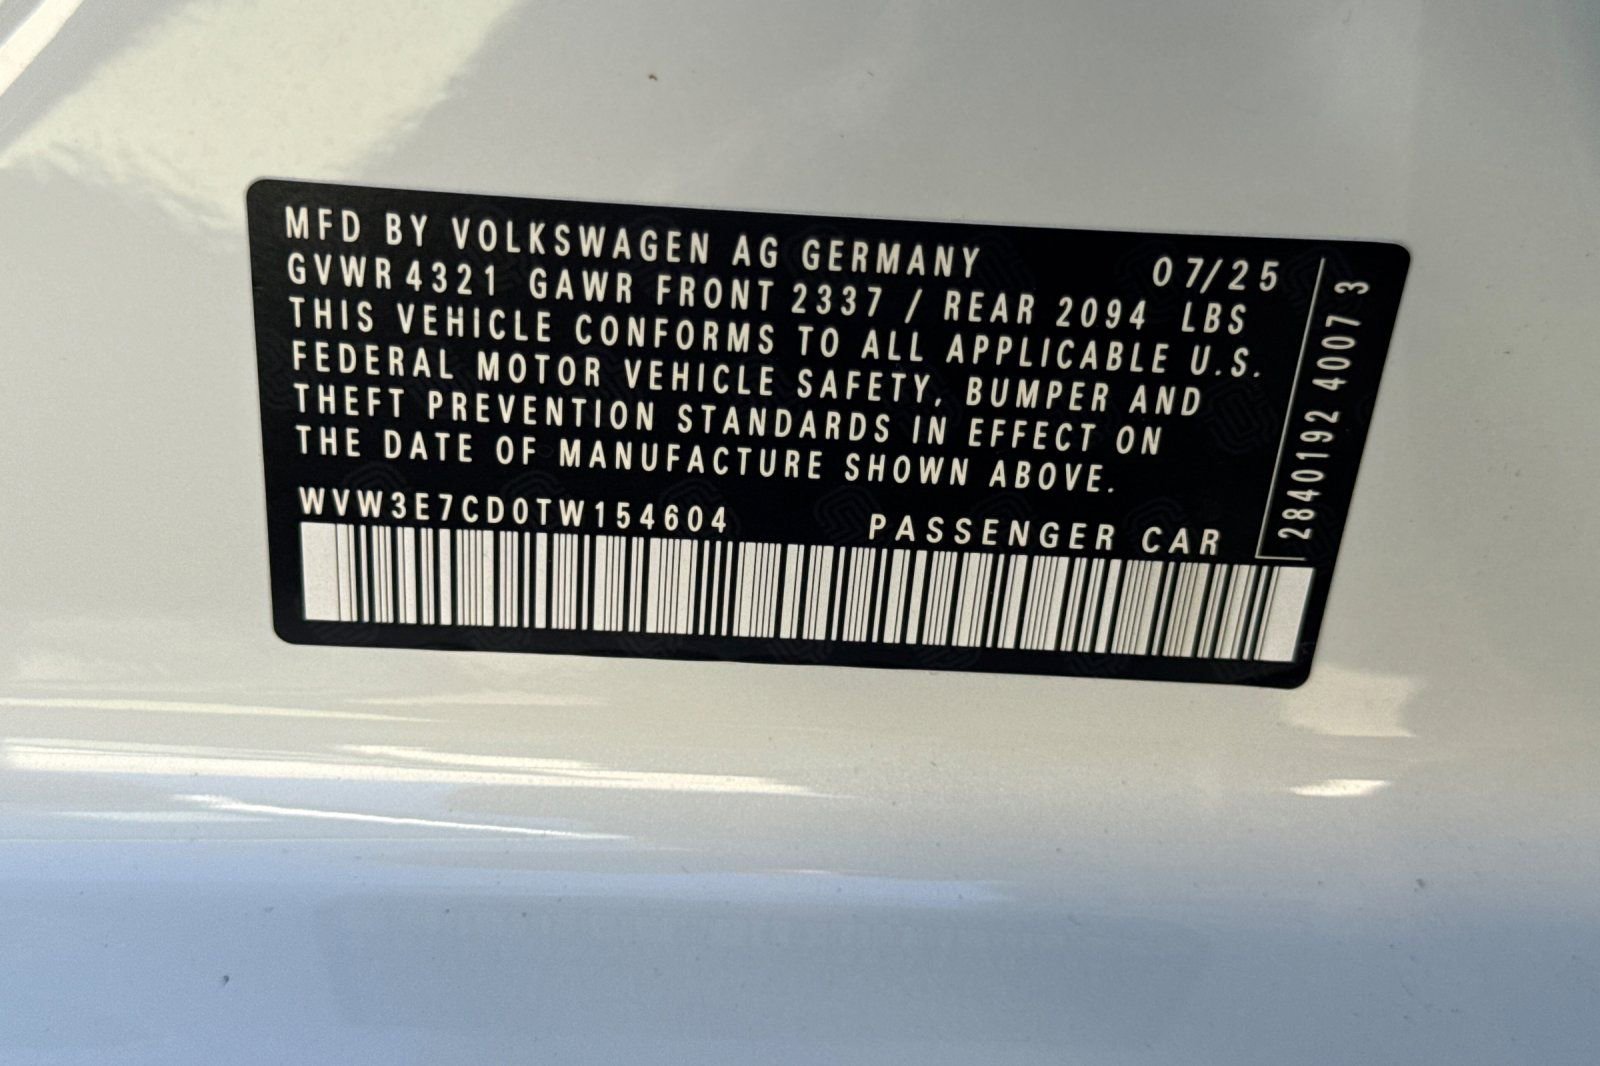 MFD BY VOLKSWAGEN AG GERMANY 07/25
GVWR 4321 GAWR FRONT 2337 / REAR 2094 LBS
THIS VEHICLE CONFORMS TO ALL APPLICABLE U.S.
FEDERAL MOTOR VEHICLE SAFETY, BUMPER AND
THEFT PREVENTION STANDARDS IN EFFECT ON
THE DATE OF MANUFACTURE SHOWN ABOVE.
WVW3E7CD0TW154604 PASSENGER CAR
2840192 4007 3